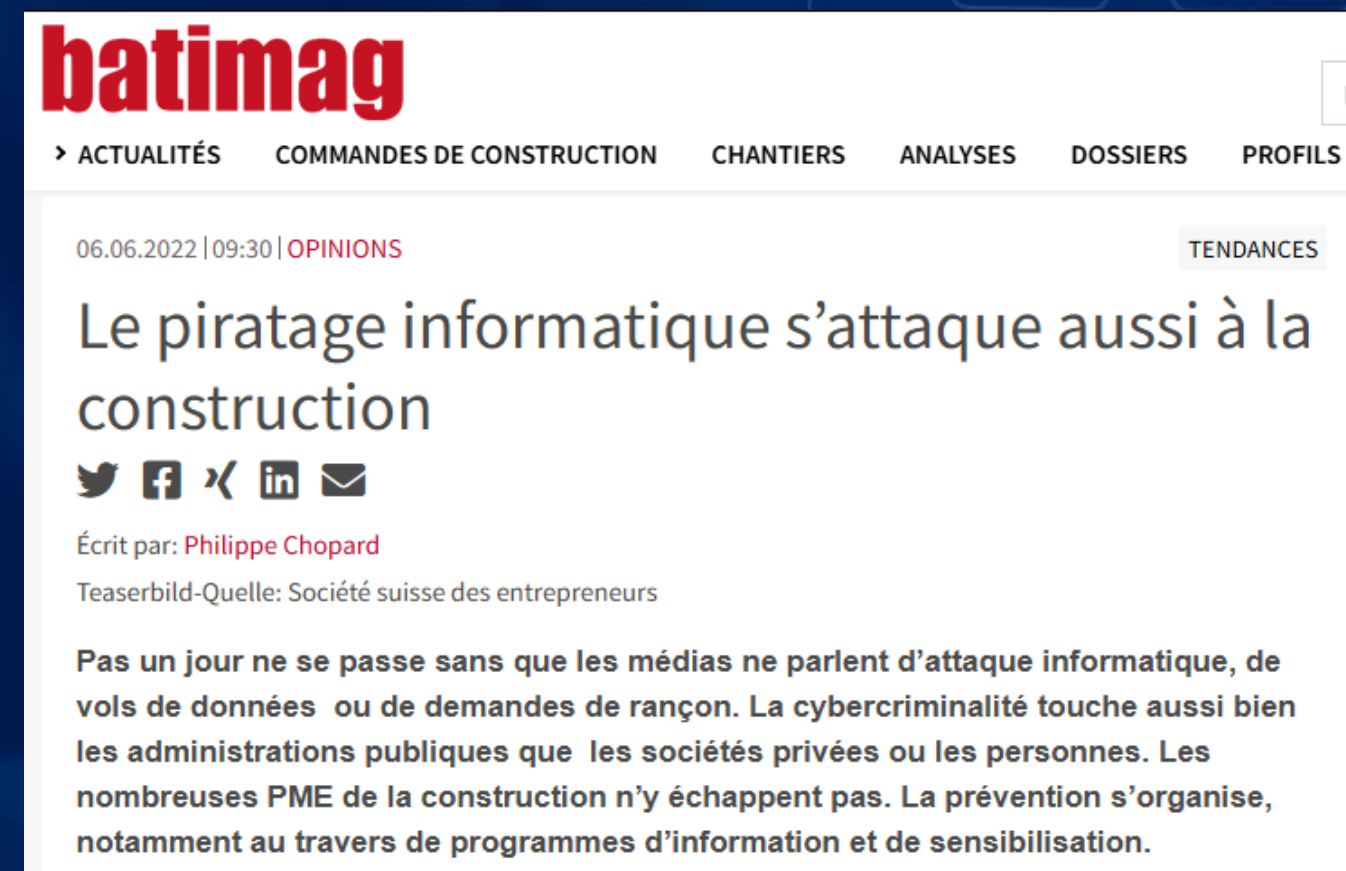 batimag
> ACTUALITÉS COMMANDES DE CONSTRUCTION CHANTIERS ANALYSES DOSSIERS PROFILS
06.06.2022 | 09:30 | OPINIONS TENDANCES
Le piratage informatique s’attaque aussi à la
construction
Écrit par: Philippe Chopard
Teaserbild-Quelle: Société suisse des entrepreneurs
Pas un jour ne se passe sans que les médias ne parlent d’attaque informatique, de
vols de données  ou de demandes de rançon. La cybercriminalité touche aussi bien
les administrations publiques que  les sociétés privées ou les personnes. Les
nombreuses PME de la construction n’y échappent pas. La prévention s’organise,
notamment au travers de programmes d’information et de sensibilisation.